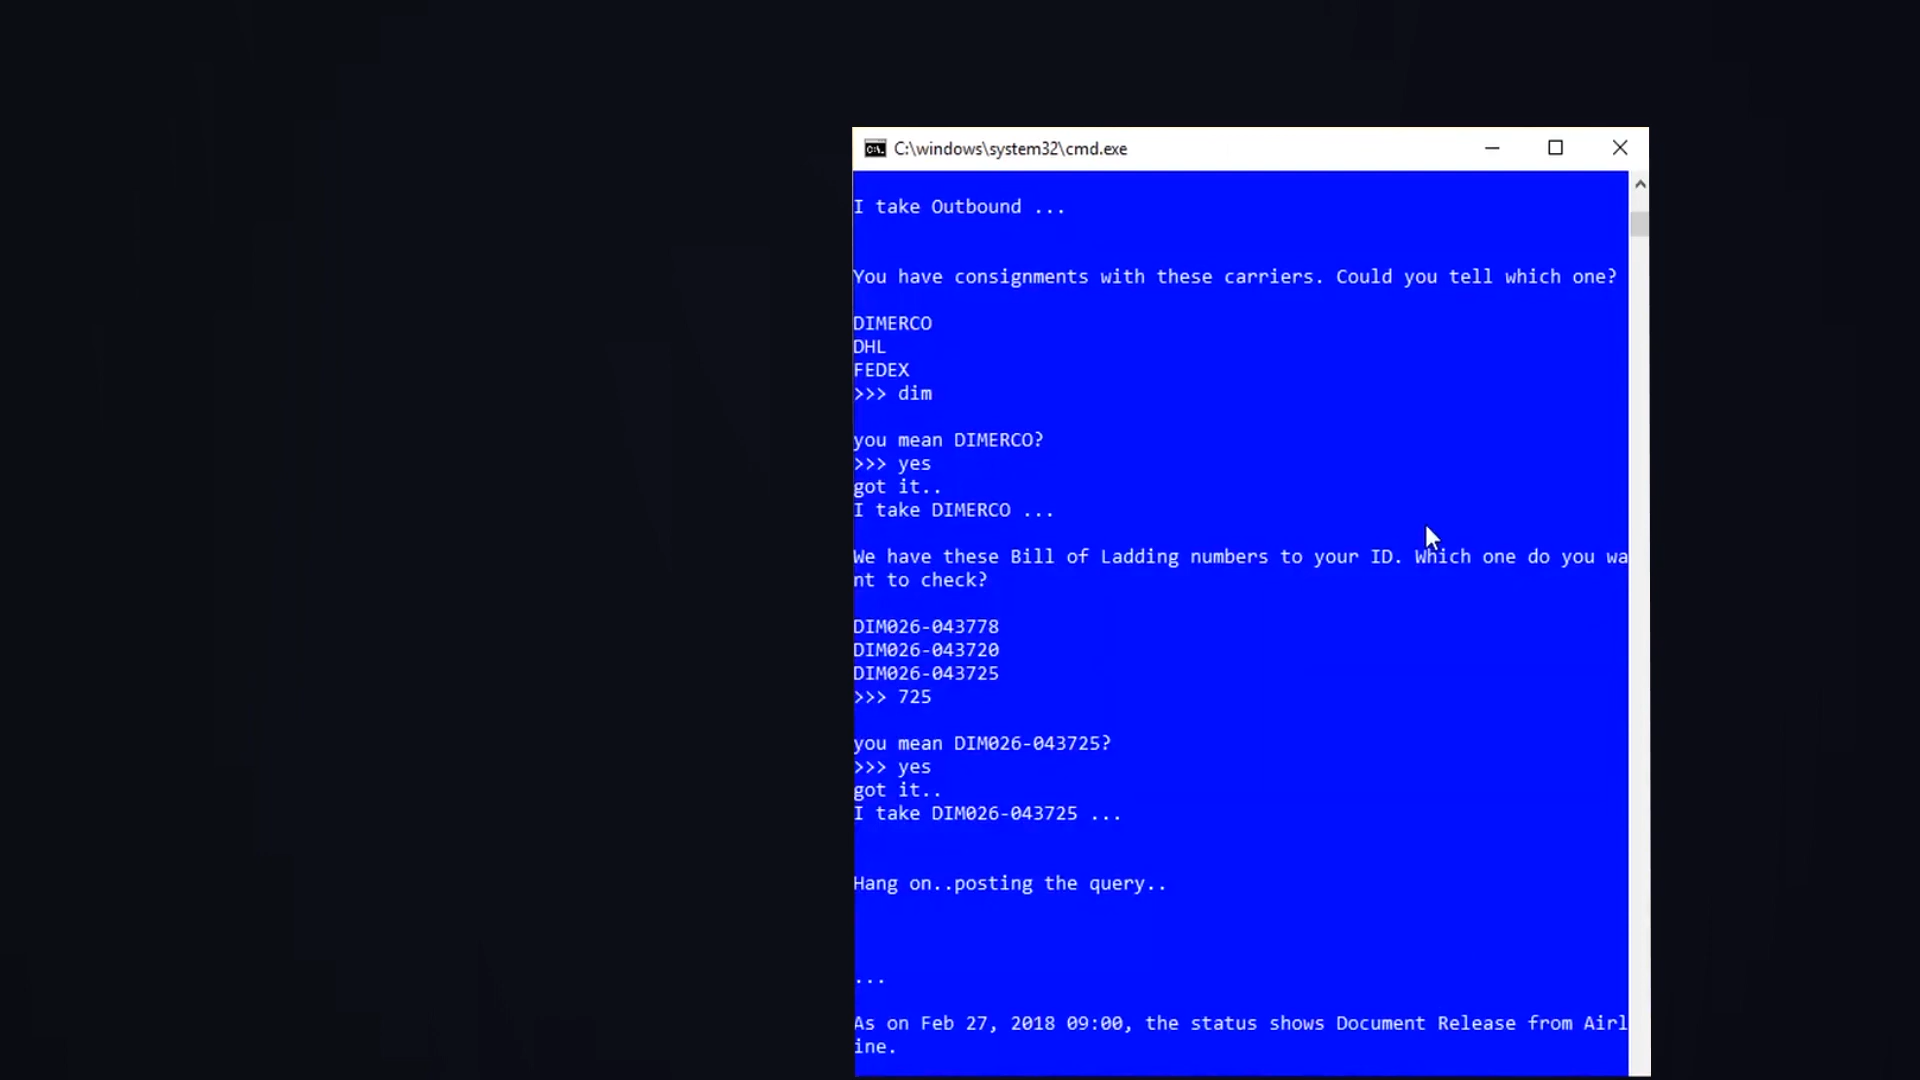 C:\windows\system32\cmd.exe
I take Outbound ...
You have consignments with these carriers. Could you tell which one?
DIMERCO
DHL
FEDEX
>>> dim
you mean DIMERCO?
>>> yes
got it..
I take DIMERCO ...
We have these Bill of Ladding numbers to your ID. Which one do you wa
nt to check?
DIM026-043778
DIM026-043720
DIM026-043725
>>> 725
you mean DIM026-043725?
>>> yes
got it..
I take DIM026-043725 ...
Hang on..posting the query..
...
As on Feb 27, 2018 09:00, the status shows Document Release from Airl
ine.